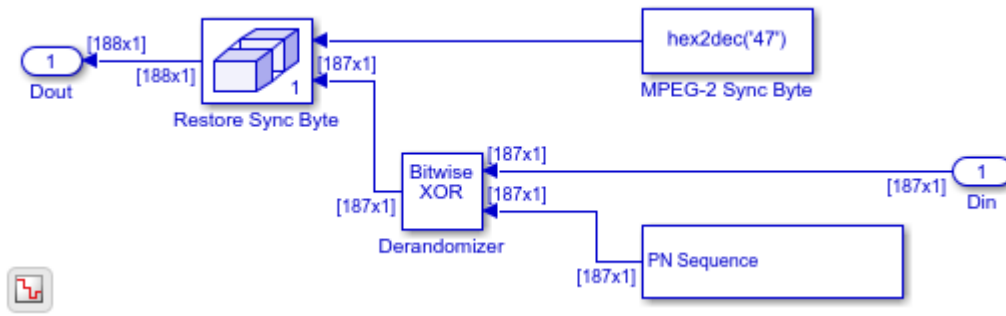 [188x1]
1
Dout
[188x1]
[187x1]
1
Restore Sync Byte
hex2dec('47')
MPEG-2 Sync Byte
Bitwise
XOR
[187x1]
[187x1]
[187x1]
Derandomizer
[187x1]
1
Din
PN Sequence
[187x1]